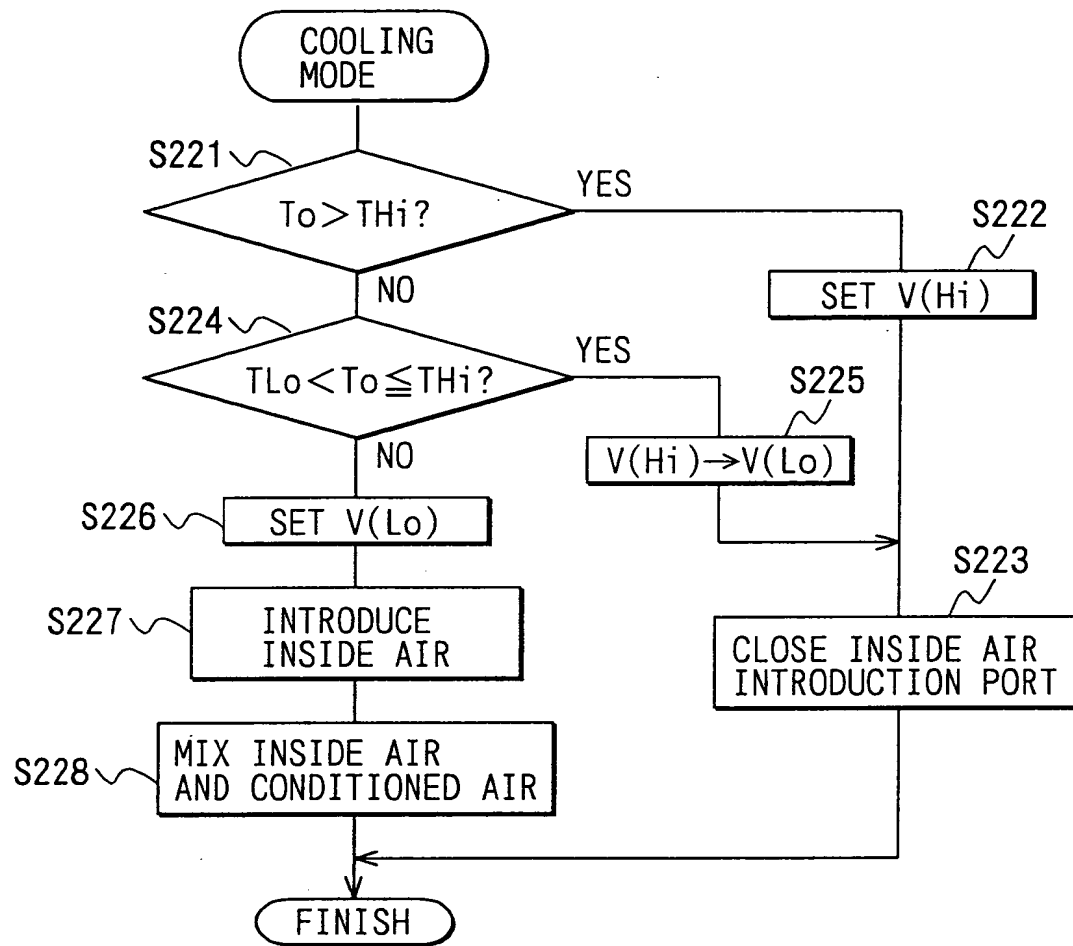 COOLING
MODE
S221
To>THi?
YES
S222
SET V(Hi)
NO
S224
TLo<To≦THi?
YES
S225
V(Hi)→V(Lo)
NO
S226
SET V(Lo)
S223
CLOSE INSIDE AIR
INTRODUCTION PORT
S227
INTRODUCE
INSIDE AIR
S228
MIX INSIDE AIR
AND CONDITIONED AIR
FINISH